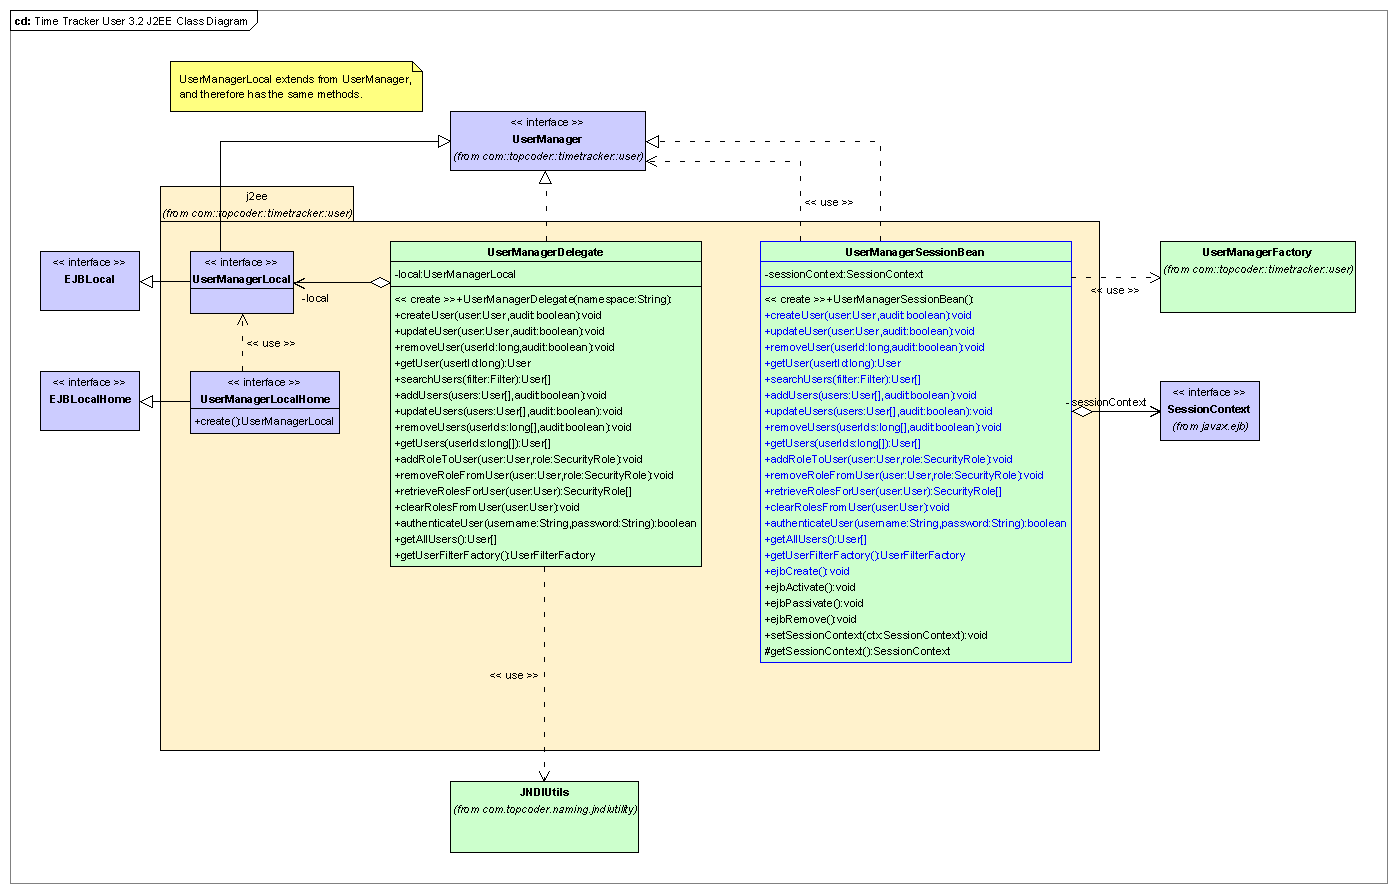 cd: Time Tracker User 3.2 J2EE Class Diagram
UserManagerLocal extends from UserManager,
and therefore has the same methods.
<< interface >>
UserManager
(from com::topcoder::timetracker::user)
<< use >>
j2ee
(from com::topcoder::timetracker::user)
<< interface >>
EJBLocal
<< interface >>
UserManagerLocal
-local
<< use >>
<< interface >>
EJBLocalHome
<< interface >>
UserManagerLocalHome
+create():UserManagerLocal
UserManagerDelegate
-local:UserManagerLocal
<< create >>+UserManagerDelegate(namespace:String)
+createUser(user:User,audit:boolean):void
+updateUser(user:User,audit:boolean):void
+removeUser(userId:long,audit:boolean):void
+getUser(usertId:long):User
+searchUsers(filter:Filter):User[]
+addUsers(users:User[],audit:boolean):void
+updateUsers(users:User[],audit:boolean):void
+removeUsers(userIds:long[],audit:boolean):void
+getUsers(userIds:long[]):User[]
+addRoleToUser(user:User,role:SecurityRole):void
+removeRoleFromUser(user:User,role:SecurityRole):void
+retrieveRolesForUser(user:User):SecurityRole[]
+clearRolesFromUser(user:User):void
+authenticateUser(username:String,password:String):boolean
+getAllUsers():User[]
+getUserFilterFactory():UserFilterFactory
<< use >>
JNDIUtils
(from com.topcoder.naming.jndiutility)
UserManagerSessionBean
-sessionContext:SessionContext
<< create >>+UserManagerSessionBean():
+createUser(user:User,audit:boolean):void
+updateUser(user:User,audit:boolean):void
+removeUser(userId:long,audit:boolean):void
+getUser(usertId:long):User
+searchUsers(filter:Filter):User[]
+addUsers(users:User[],audit:boolean):void
+updateUsers(users:User[],audit:boolean):void
+removeUsers(userIds:long[],audit:boolean):void
+getUsers(userIds:long[]):User[]
+addRoleToUser(user:User,role:SecurityRole):void
+removeRoleFromUser(user:User,role:SecurityRole):void
+retrieveRolesForUser(user:User):SecurityRole[]
+clearRolesFromUser(user:User):void
+authenticateUser(username:String,password:String):boolean
+getAllUsers():User[]
+getUserFilterFactory():UserFilterFactory
+ejbCreate():void
+ejbActivate():void
+ejbPassivate():void
+ejbRemove():void
+setSessionContext(ctx:SessionContext):void
#getSessionContext():SessionContext
UserManagerFactory
(from com::topcoder::timetracker::user)
<< use >>
-sessionContext
<< interface >>
SessionContext
(from javax.ejb)